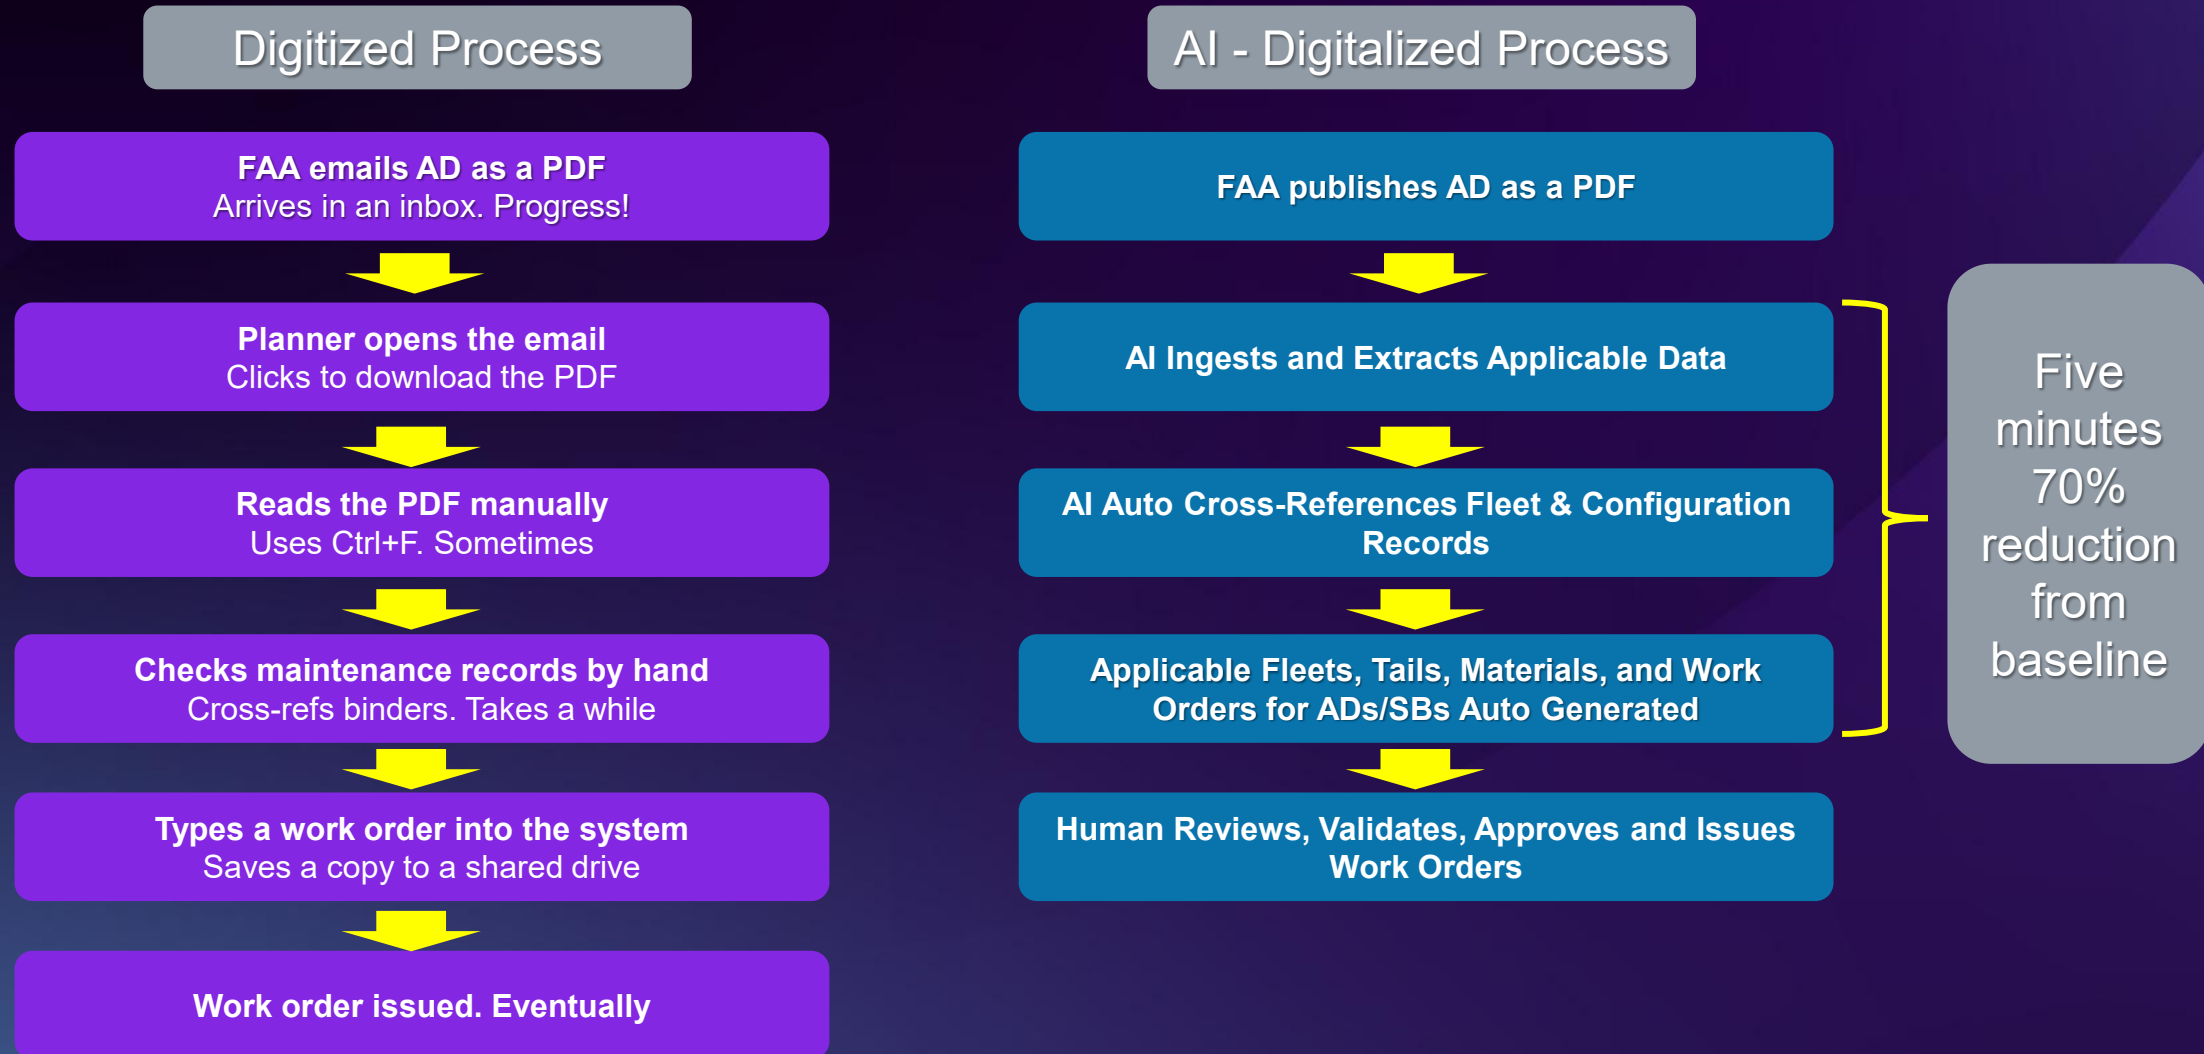 Digitized Process
FAA emails AD as a PDF
Arrives in an inbox. Progress!
Planner opens the email
Clicks to download the PDF
Reads the PDF manually
Uses Ctrl+F. Sometimes
Checks maintenance records by hand
Cross-refs binders. Takes a while
Types a work order into the system
Saves a copy to a shared drive
Work order issued. Eventually
AI - Digitalized Process
FAA publishes AD as a PDF
AI Ingests and Extracts Applicable Data
AI Auto Cross-References Fleet & Configuration
Records
Applicable Fleets, Tails, Materials, and Work
Orders for ADs/SBs Auto Generated
Human Reviews, Validates, Approves and Issues
Work Orders
Five
minutes
70%
reduction
from
baseline